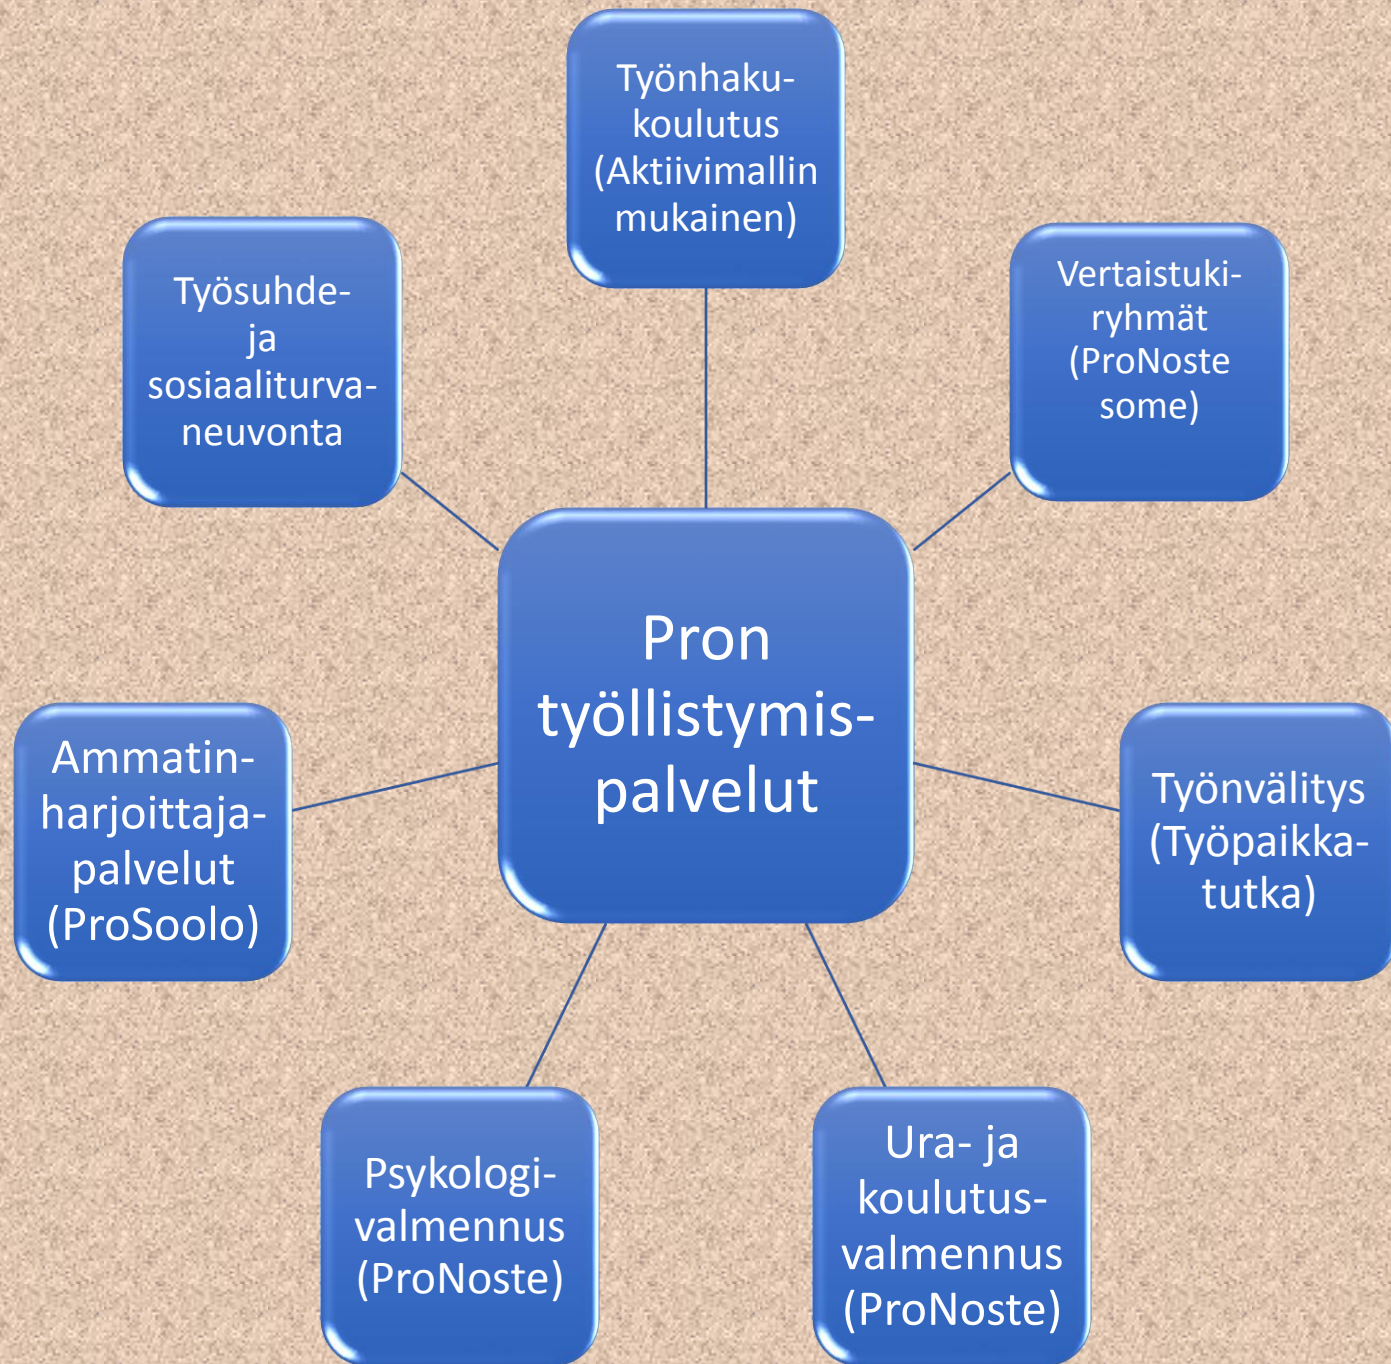 Työnhaku-
koulutus
(Aktiivimallin
mukainen)
Työsuhde-
ja
sosiaaliturva-
neuvonta
Vertaistuki-
ryhmät
(ProNoste
some)
Pron
työllistymis-
palvelut
Ammatin-
harjoittaja-
palvelut
(ProSoolo)
Työnvälitys
(Työpaikka-
tutka)
Psykologi-
valmennus
(ProNoste)
Ura- ja
koulutus-
valmennus
(ProNoste)